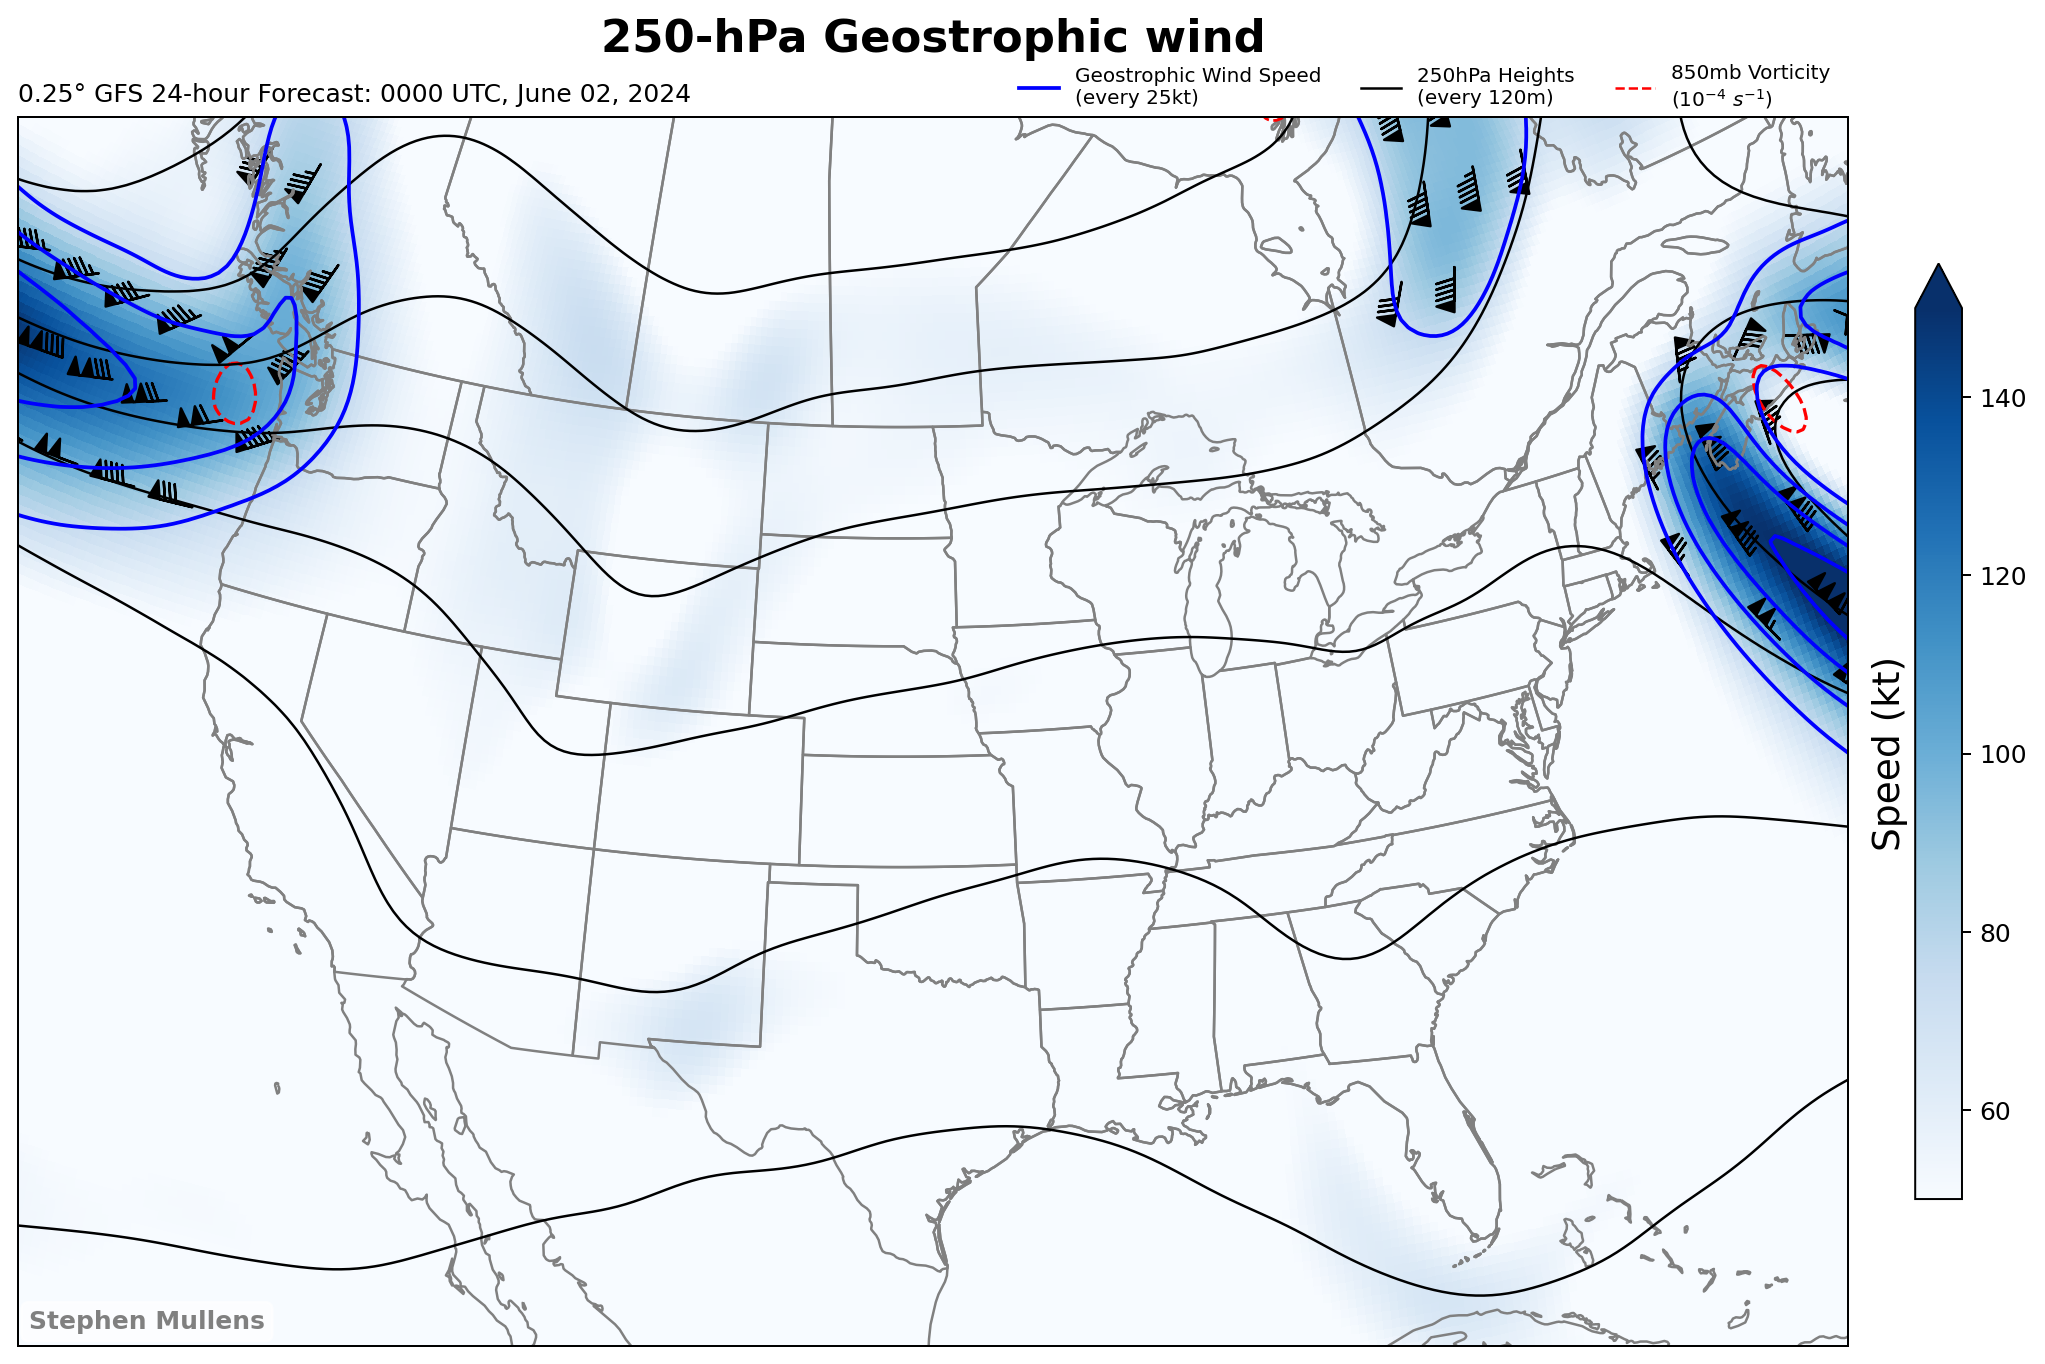 250-hPa Geostrophic wind
0.25° GFS 24-hour Forecast: 0000 UTC, June 02, 2024
Geostrophic Wind Speed
(every 25kt)
250hPa Heights
(every 120m)
850mb Vorticity
(10⁻⁴ s⁻¹)
140
120
100
80
60
Speed (kt)
Stephen Mullens